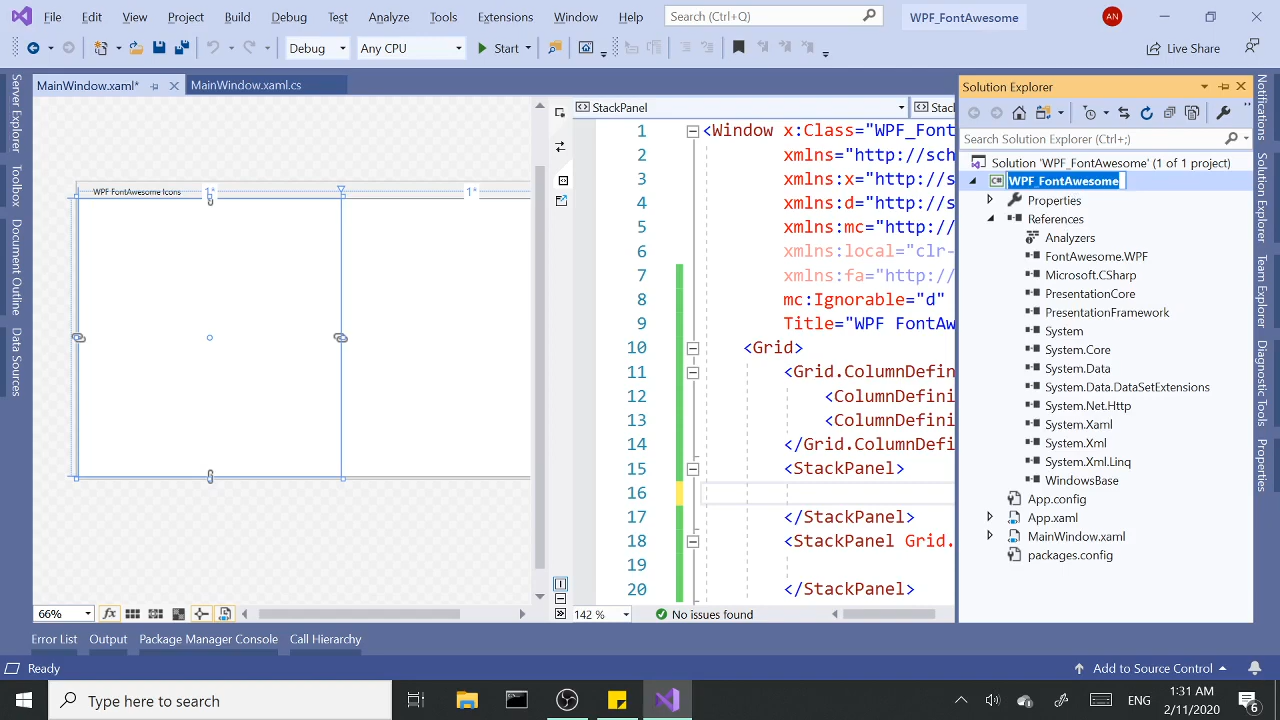 File Edit View Project Build Debug Test Analyze Tools Extensions Window Help Search (Ctrl+Q) WPF_FontAwesome AN
Debug Any CPU Start Live Share
MainWindow.xaml* MainWindow.xaml.cs
Server Explorer
Toolbox
Document Outline
Data Sources
WPF FontAwesome Icons 1* 1*
66%
StackPanel Stac
1 <Window x:Class="WPF_Font
2 xmlns="http://sch
3 xmlns:x="http://s
4 xmlns:d="http://s
5 xmlns:mc="http://
6 xmlns:local="clr-
7 xmlns:fa="http://
8 mc:Ignorable="d"
9 Title="WPF FontAw
10 <Grid>
11 <Grid.ColumnDefin
12 <ColumnDefini
13 <ColumnDefini
14 </Grid.ColumnDefi
15 <StackPanel>
16
17 </StackPanel>
18 <StackPanel Grid.
19
20 </StackPanel>
142 % No issues found
Solution Explorer
Search Solution Explorer (Ctrl+;)
Solution 'WPF_FontAwesome' (1 of 1 project)
WPF_FontAwesome
Properties
References
Analyzers
FontAwesome.WPF
Microsoft.CSharp
PresentationCore
PresentationFramework
System
System.Core
System.Data
System.Data.DataSetExtensions
System.Net.Http
System.Xaml
System.Xml
System.Xml.Linq
WindowsBase
App.config
App.xaml
MainWindow.xaml
packages.config
Notifications
Solution Explorer
Team Explorer
Diagnostic Tools
Properties
Error List Output Package Manager Console Call Hierarchy
Ready Add to Source Control
Type here to search ENG 1:31 AM
2/11/2020 6